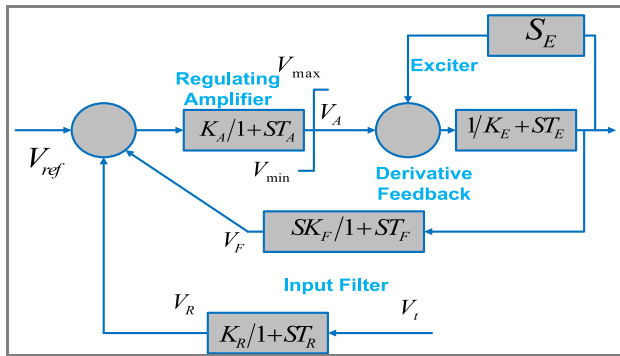 S_E
V_max
Exciter
Regulating
Amplifier
V_A
K_A/1+ST_A
1/K_E+ST_E
V_ref
V_min
Derivative
Feedback
SK_F/1+ST_F
V_F
Input Filter
V_R
V_t
K_R/1+ST_R